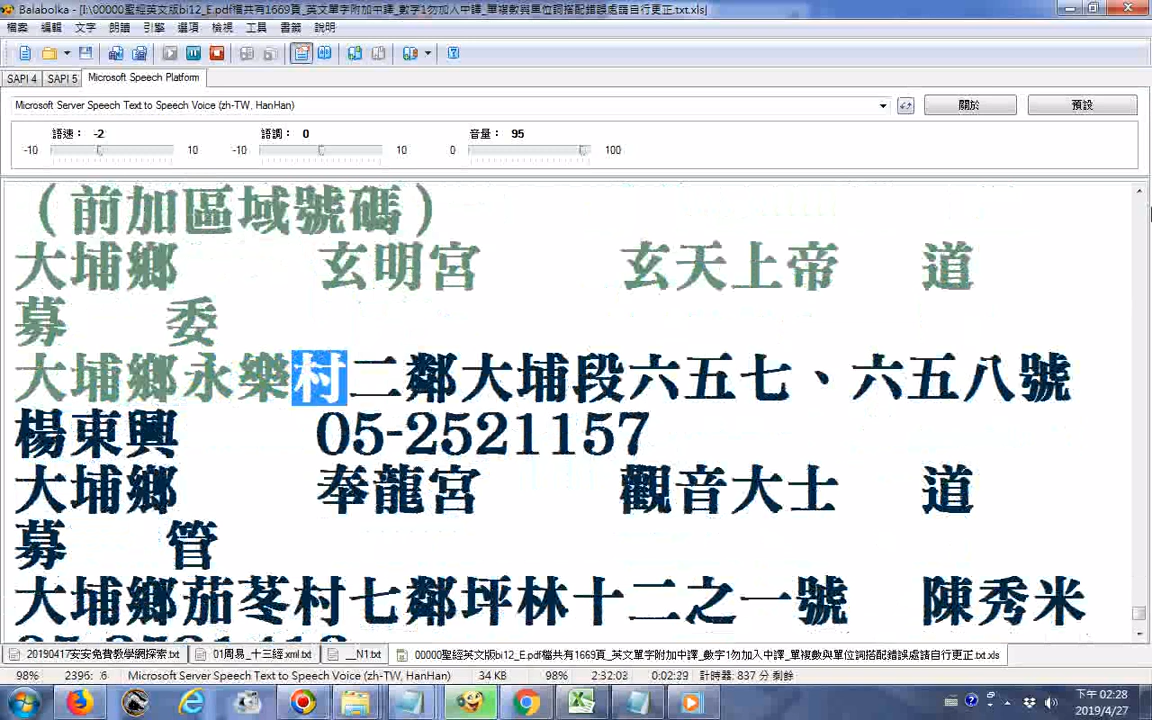 Balabolka - [I:\00000聖經英文版bi12_E.pdf檔共有1669頁_英文單字附加中譯_數字1勿加入中譯_單複數與單位詞搭配錯誤處請自行更正.txt.xls]
檔案 編輯 文字 朗讀 引擎 選項 檢視 工具 書籤 說明
SAPI 4 SAPI 5 Microsoft Speech Platform
Microsoft Server Speech Text to Speech Voice (zh-TW, HanHan) 關於 預設
語速： -2 語調： 0 音量： 95
-10 10 -10 10 0 100
（前加區域號碼）
大埔鄉 玄明宮 玄天上帝 道
募 委
大埔鄉永樂村二鄰大埔段六五七、六五八號
楊東興 05-2521157
大埔鄉 奉龍宮 觀音大士 道
募 管
大埔鄉茄苳村七鄰坪林十二之一號 陳秀米
20190417安安免費教學網探索.txt 01周易_十三經.xml.txt __N1.txt 00000聖經英文版bi12_E.pdf檔共有1669頁_英文單字附加中譯_數字1勿加入中譯_單複數與單位詞搭配錯誤處請自行更正.txt.xls
98% 2396: 6 Microsoft Server Speech Text to Speech Voice (zh-TW, HanHan) 34 KB 98% 2:32:03 0:02:29 計時器: 837 分 剩餘
下午 02:28
2019/4/27